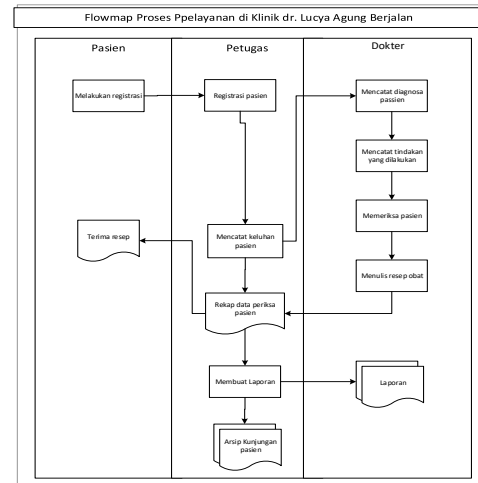 Flowmap Proses Ppelayanan di Klinik dr. Lucya Agung Berjalan
Pasien
Petugas
Dokter
Melakukan registrasi
Registrasi pasien
Mencatat diagnosa
passien
Mencatat tindakan
yang dilakukan
Memeriksa pasien
Terima resep
Mencatat keluhan
pasien
Menulis resep obat
Rekap data periksa
pasien
Membuat Laporan
Laporan
Arsip Kunjungan
pasien